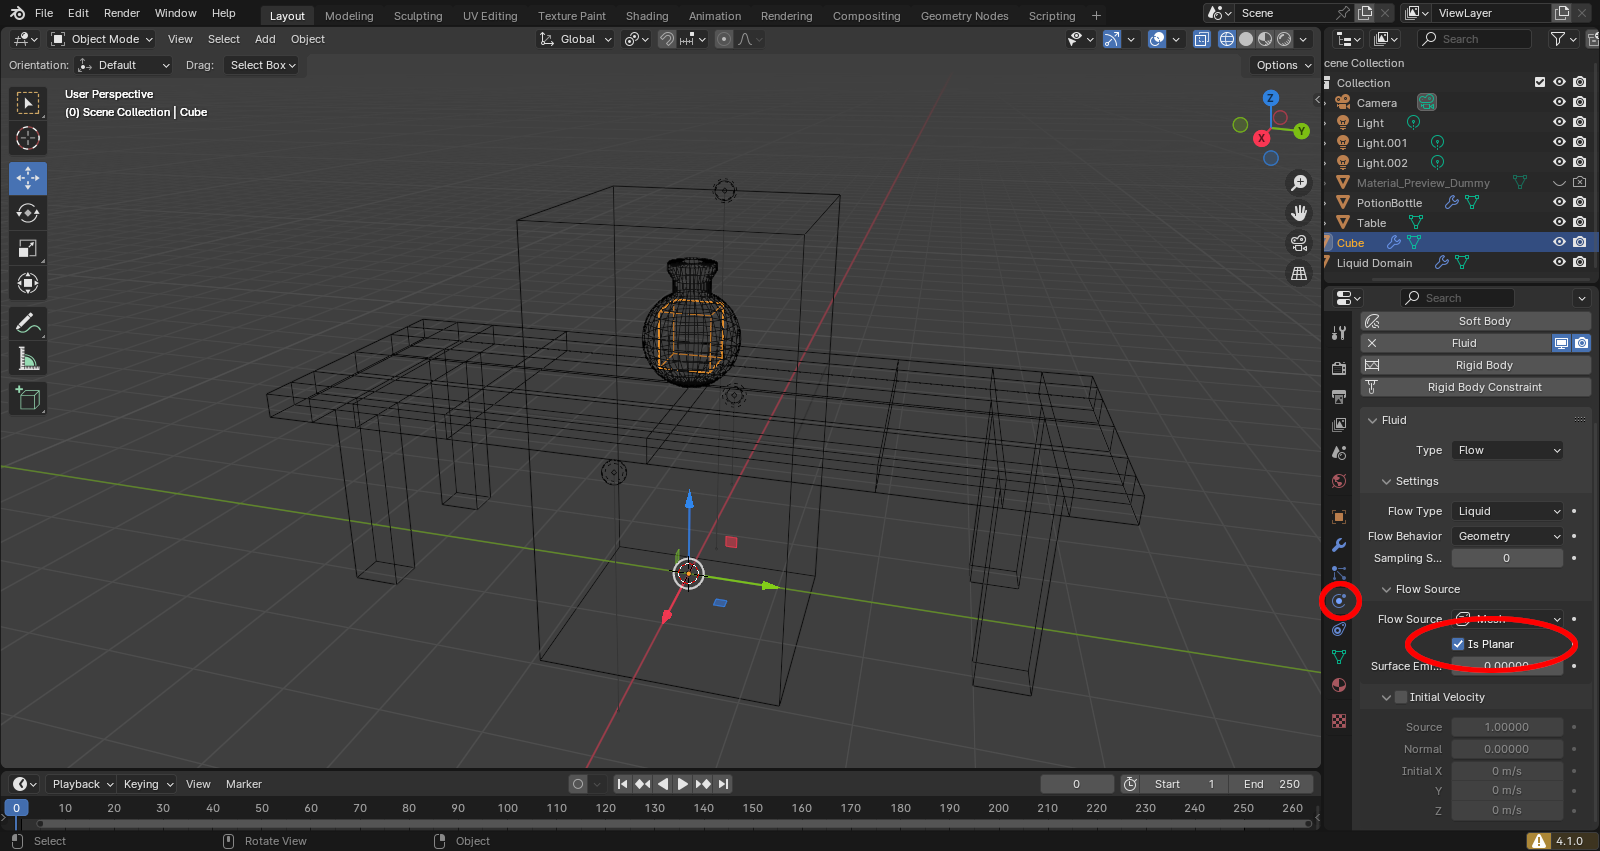 File Edit Render Window Help Layout Modeling Sculpting UV Editing Texture Paint Shading Animation Rendering Compositing Geometry Nodes Scripting + Scene ViewLayer
Object Mode View Select Add Object Global Search
Orientation: Default Drag: Select Box Options
User Perspective
(0) Scene Collection | Cube
Z
Y
X
cene Collection
Collection
Camera
Light
Light.001
Light.002
Material_Preview_Dummy
PotionBottle
Table
Cube
Liquid Domain
Search
Soft Body
Fluid
Rigid Body
Rigid Body Constraint
Fluid
Type Flow
Settings
Flow Type Liquid
Flow Behavior Geometry
Sampling S... 0
Flow Source
Flow Source Mesh
Is Planar
Surface Emi... 0.00000
Initial Velocity
Source 1.00000
Normal 0.00000
Initial X 0 m/s
Y 0 m/s
Z 0 m/s
Playback Keying View Marker 0 Start 1 End 250
0 10 20 30 40 50 60 70 80 90 100 110 120 130 140 150 160 170 180 190 200 210 220 230 240 250 260
Select Rotate View Object 4.1.0